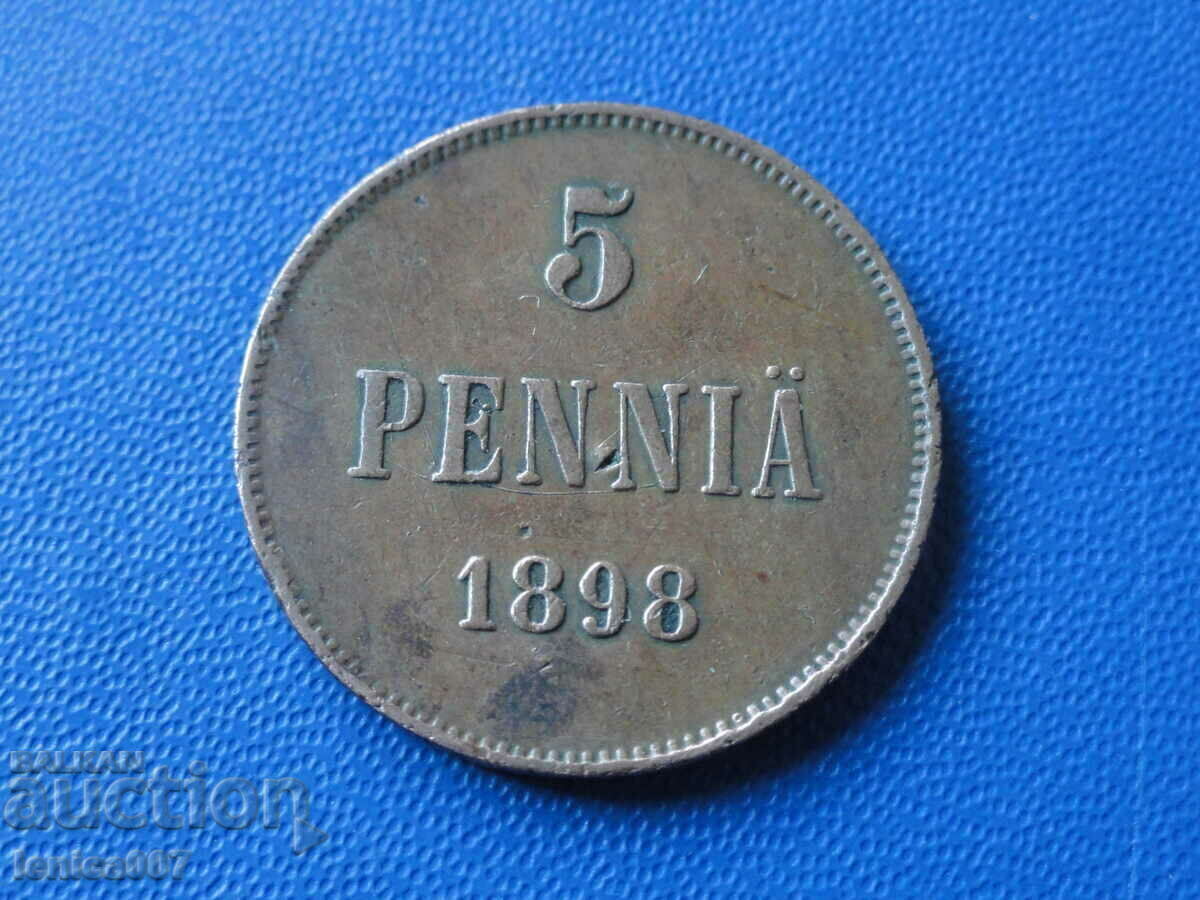 5
PENNIÄ
1898
BALKAN
auction
lenica007